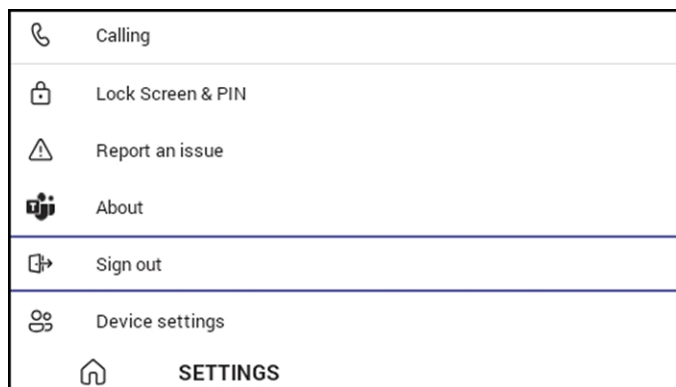 Calling
Lock Screen & PIN
Report an issue
About
Sign out
Device settings
SETTINGS